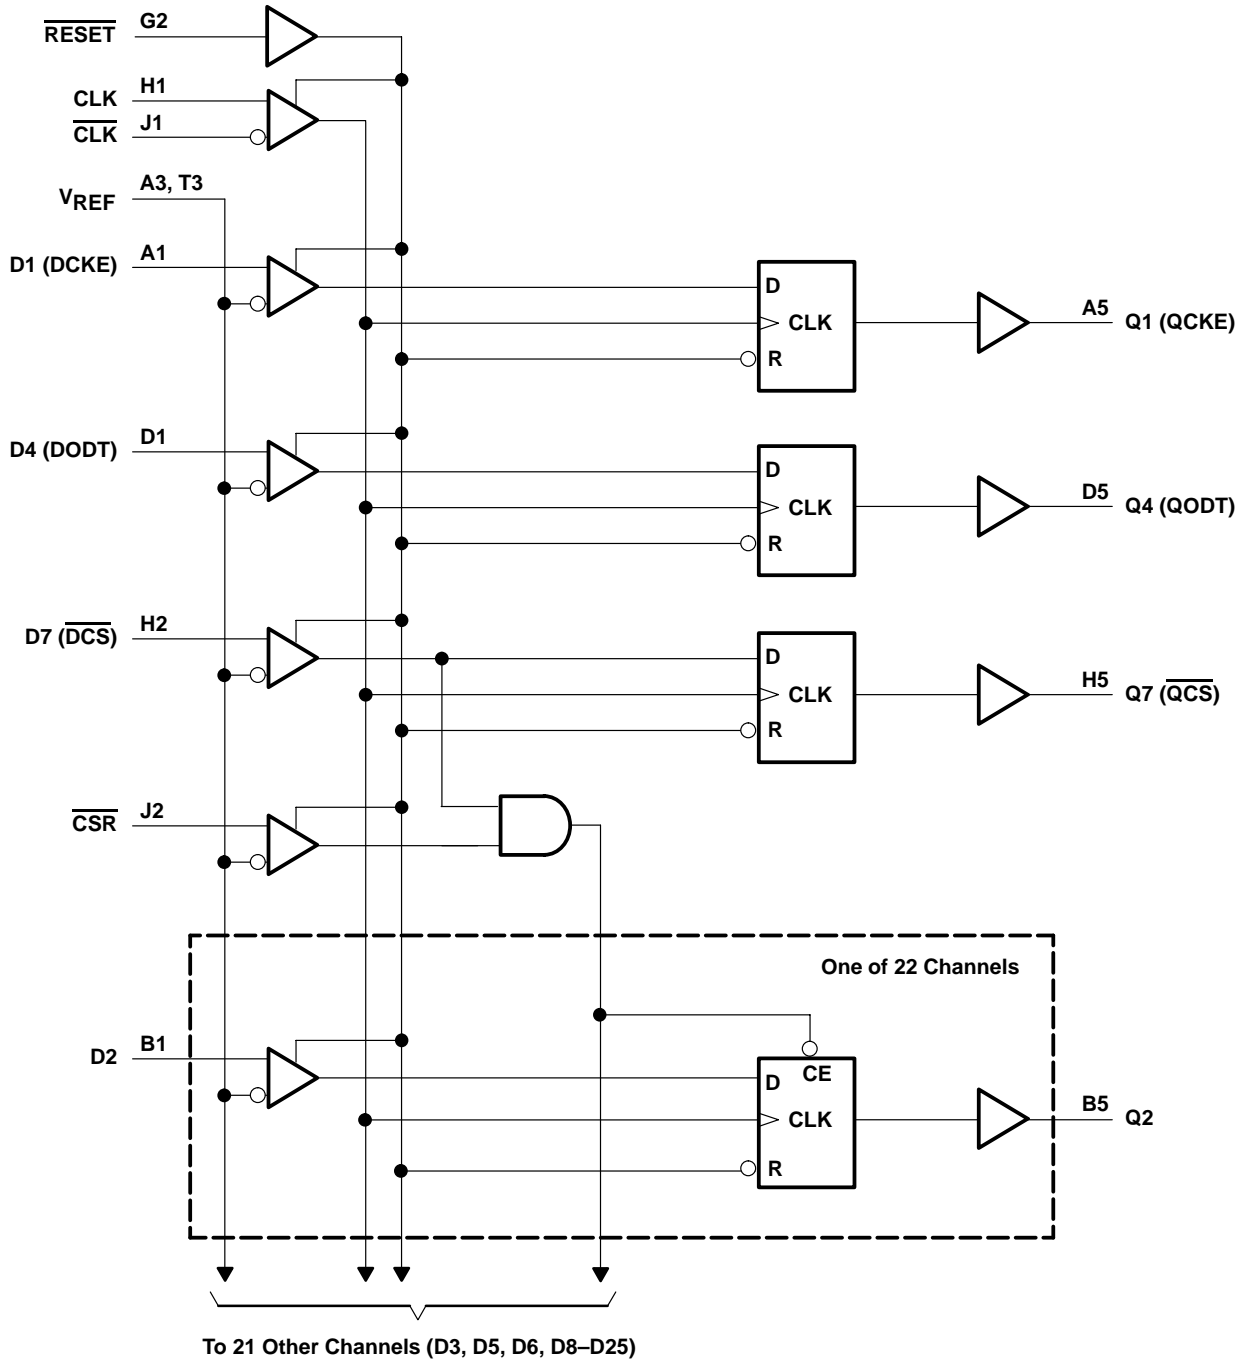 RESET G2
CLK H1
CLK J1
VREF A3, T3
D1 (DCKE) A1
D
CLK
R
A5 Q1 (QCKE)
D4 (DODT) D1
D
CLK
R
D5 Q4 (QODT)
D7 (DCS) H2
D
CLK
R
H5 Q7 (QCS)
CSR J2
One of 22 Channels
D2 B1
CE
D
CLK
R
B5 Q2
To 21 Other Channels (D3, D5, D6, D8–D25)